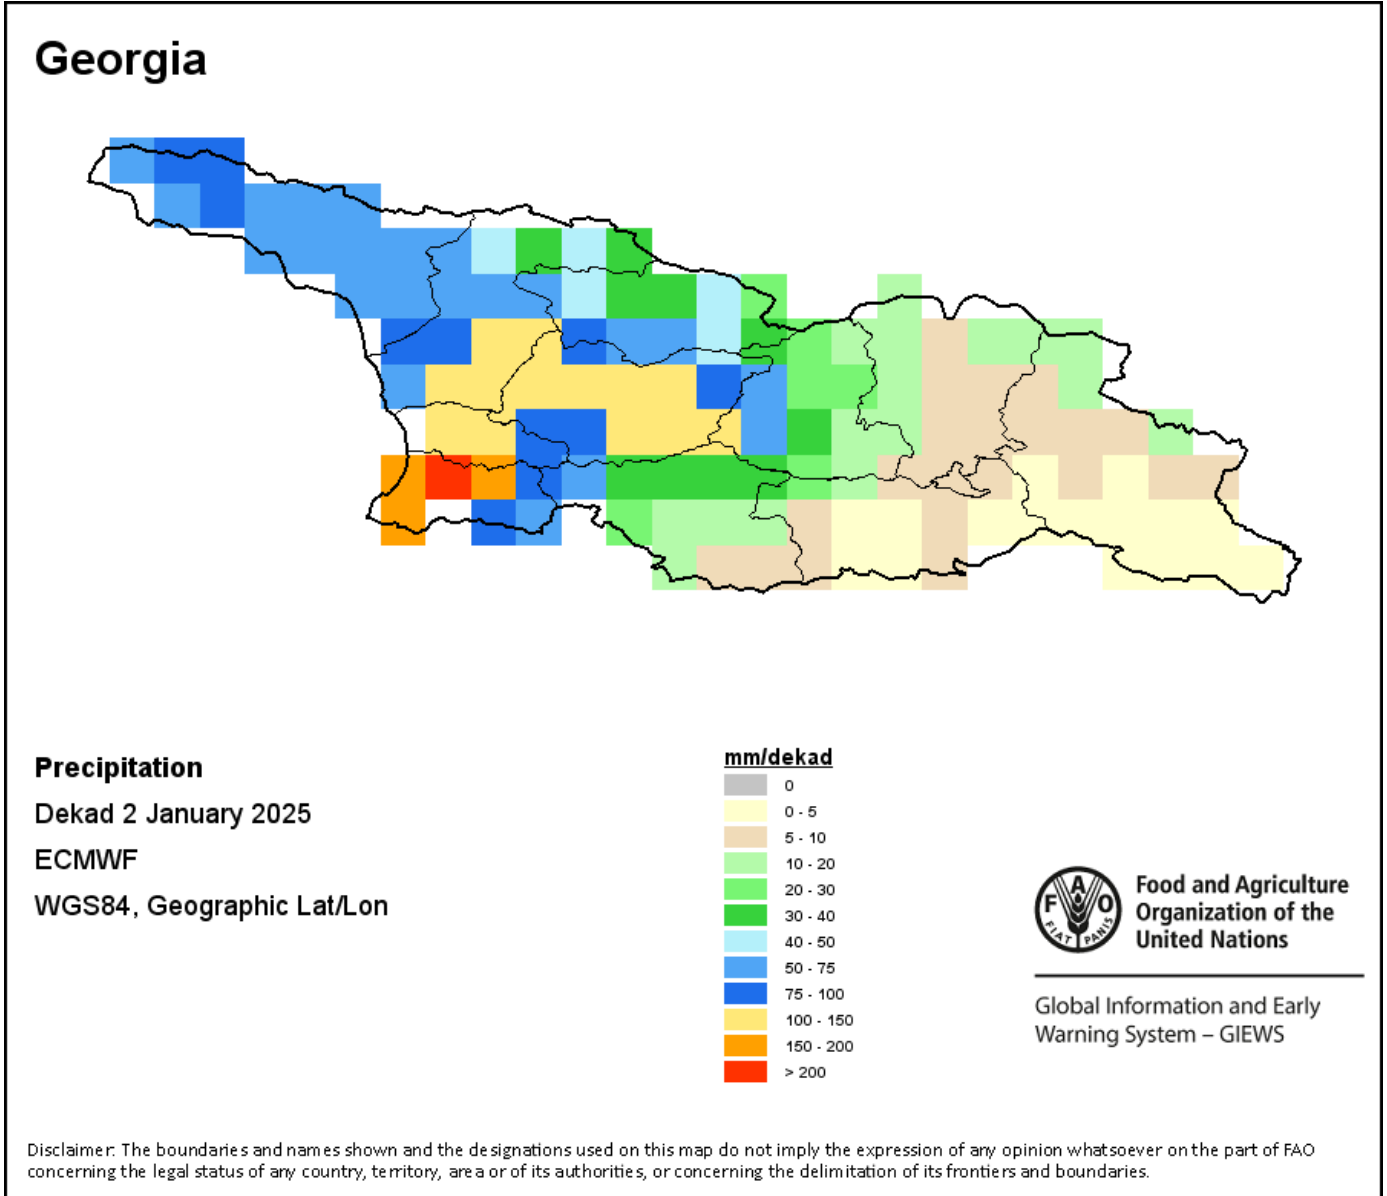 Georgia
Precipitation
Dekad 2 January 2025
ECMWF
WGS84, Geographic Lat/Lon
mm/dekad
0
0 - 5
5 - 10
10 - 20
20 - 30
30 - 40
40 - 50
50 - 75
75 - 100
100 - 150
150 - 200
> 200
F A O
FIAT PANIS
Food and Agriculture
Organization of the
United Nations
Global Information and Early
Warning System – GIEWS
Disclaimer: The boundaries and names shown and the designations used on this map do not imply the expression of any opinion whatsoever on the part of FAO
concerning the legal status of any country, territory, area or of its authorities, or concerning the delimitation of its frontiers and boundaries.